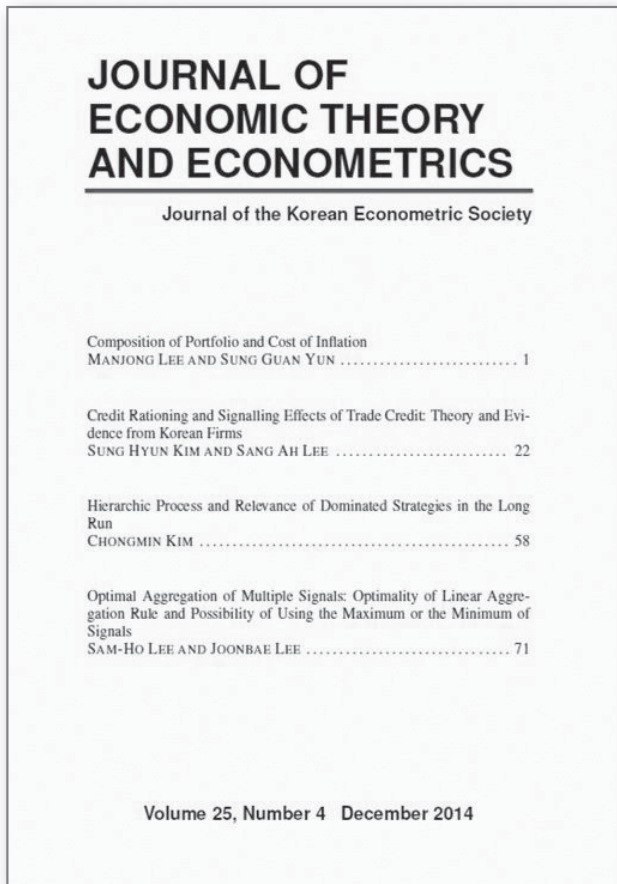 JOURNAL OF
ECONOMIC THEORY
AND ECONOMETRICS
Journal of the Korean Econometric Society
Composition of Portfolio and Cost of Inflation
MANJONG LEE AND SUNG GUAN YUN ........................... 1
Credit Rationing and Signalling Effects of Trade Credit: Theory and Evi-
dence from Korean Firms
SUNG HYUN KIM AND SANG AH LEE .......................... 22
Hierarchic Process and Relevance of Dominated Strategies in the Long
Run
CHONGMIN KIM ............................................... 58
Optimal Aggregation of Multiple Signals: Optimality of Linear Aggre-
gation Rule and Possibility of Using the Maximum or the Minimum of
Signals
SAM-HO LEE AND JOONBAE LEE ............................... 71
Volume 25, Number 4 December 2014